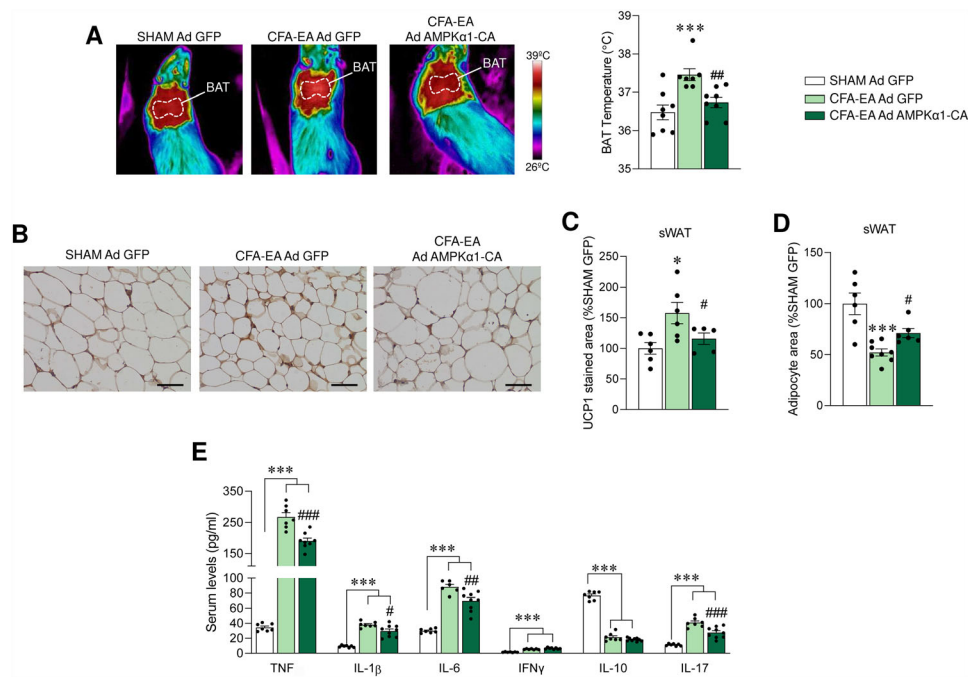 A
SHAM Ad GFP
CFA-EA Ad GFP
CFA-EA
Ad AMPKα1-CA
BAT
BAT
BAT
39ºC
26ºC
BAT Temperature (°C)
39
38
37
36
35
***
##
SHAM Ad GFP
CFA-EA Ad GFP
CFA-EA Ad AMPKα1-CA
B
SHAM Ad GFP
CFA-EA Ad GFP
CFA-EA
Ad AMPKα1-CA
C
sWAT
UCP1 stained area (%SHAM GFP)
250
200
150
100
50
0
*
#
D
sWAT
Adipocyte area (%SHAM GFP)
150
100
50
0
***
#
E
Serum levels (pg/ml)
350
250
150
100
80
60
40
20
0
***
###
***
#
***
##
***
***
***
###
TNF
IL-1β
IL-6
IFNγ
IL-10
IL-17